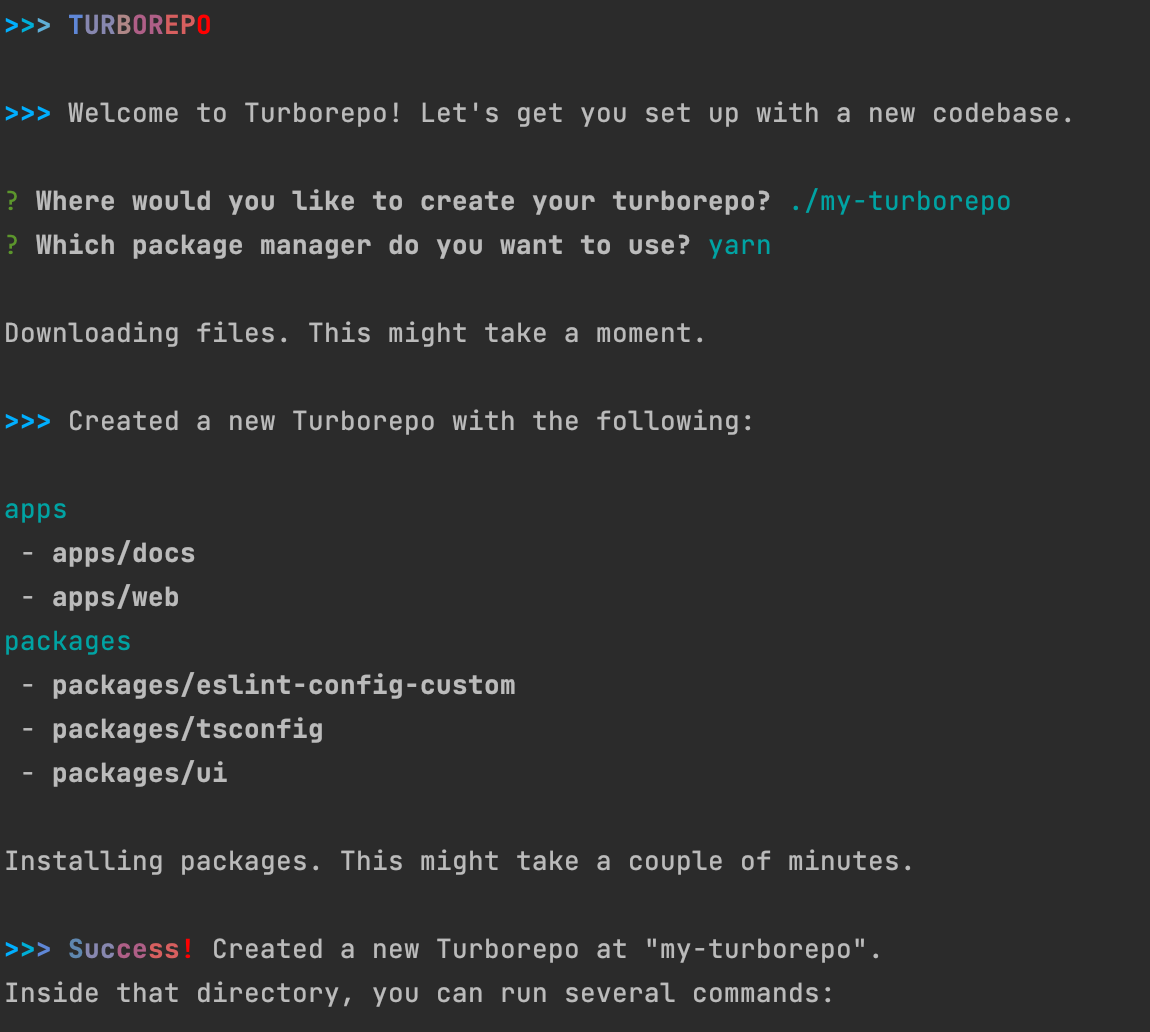 >>> TURBOREPO
>>> Welcome to Turborepo! Let's get you set up with a new codebase.
? Where would you like to create your turborepo? ./my-turborepo
? Which package manager do you want to use? yarn
Downloading files. This might take a moment.
>>> Created a new Turborepo with the following:
apps
- apps/docs
- apps/web
packages
- packages/eslint-config-custom
- packages/tsconfig
- packages/ui
Installing packages. This might take a couple of minutes.
>>> Success! Created a new Turborepo at "my-turborepo".
Inside that directory, you can run several commands: